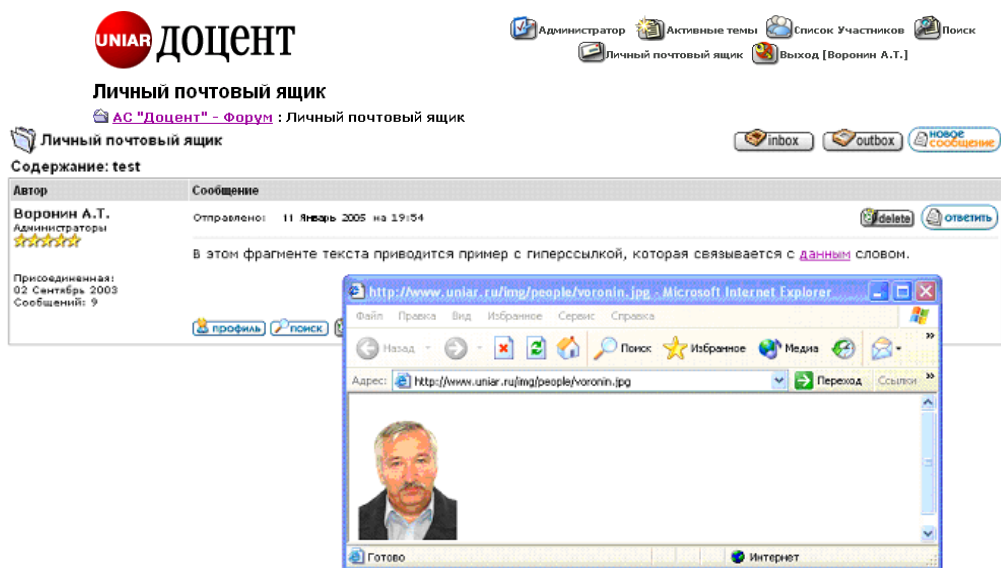 UNIAR ДОЦЕНТ
Администратор Активные темы Список Участников Поиск
Личный почтовый ящик Выход [Воронин А.Т.]
Личный почтовый ящик
АС "Доцент" - Форум : Личный почтовый ящик
Личный почтовый ящик inbox outbox НОВОЕ СООБЩЕНИЕ
Содержание: test
Автор Сообщение
Воронин А.Т. Отправлено: 11 Январь 2005 на 19:54 delete ОТВЕТИТЬ
Администраторы
В этом фрагменте текста приводится пример с гиперссылкой, которая связывается с данным словом.
Присоединенная:
02 Сентябрь 2003
Сообщений: 9
профиль поиск
http://www.uniar.ru/img/people/voronin.jpg - Microsoft Internet Explorer
Файл Правка Вид Избранное Сервис Справка
Назад Поиск Избранное Медиа »
Адрес: http://www.uniar.ru/img/people/voronin.jpg Переход Ссылки »
Готово Интернет